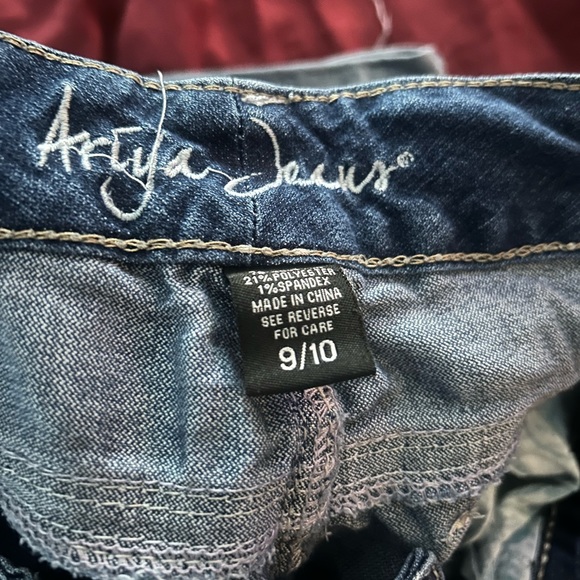 Ariya Jeans®
21% POLYESTER
1% SPANDEX
MADE IN CHINA
SEE REVERSE
FOR CARE
9/10